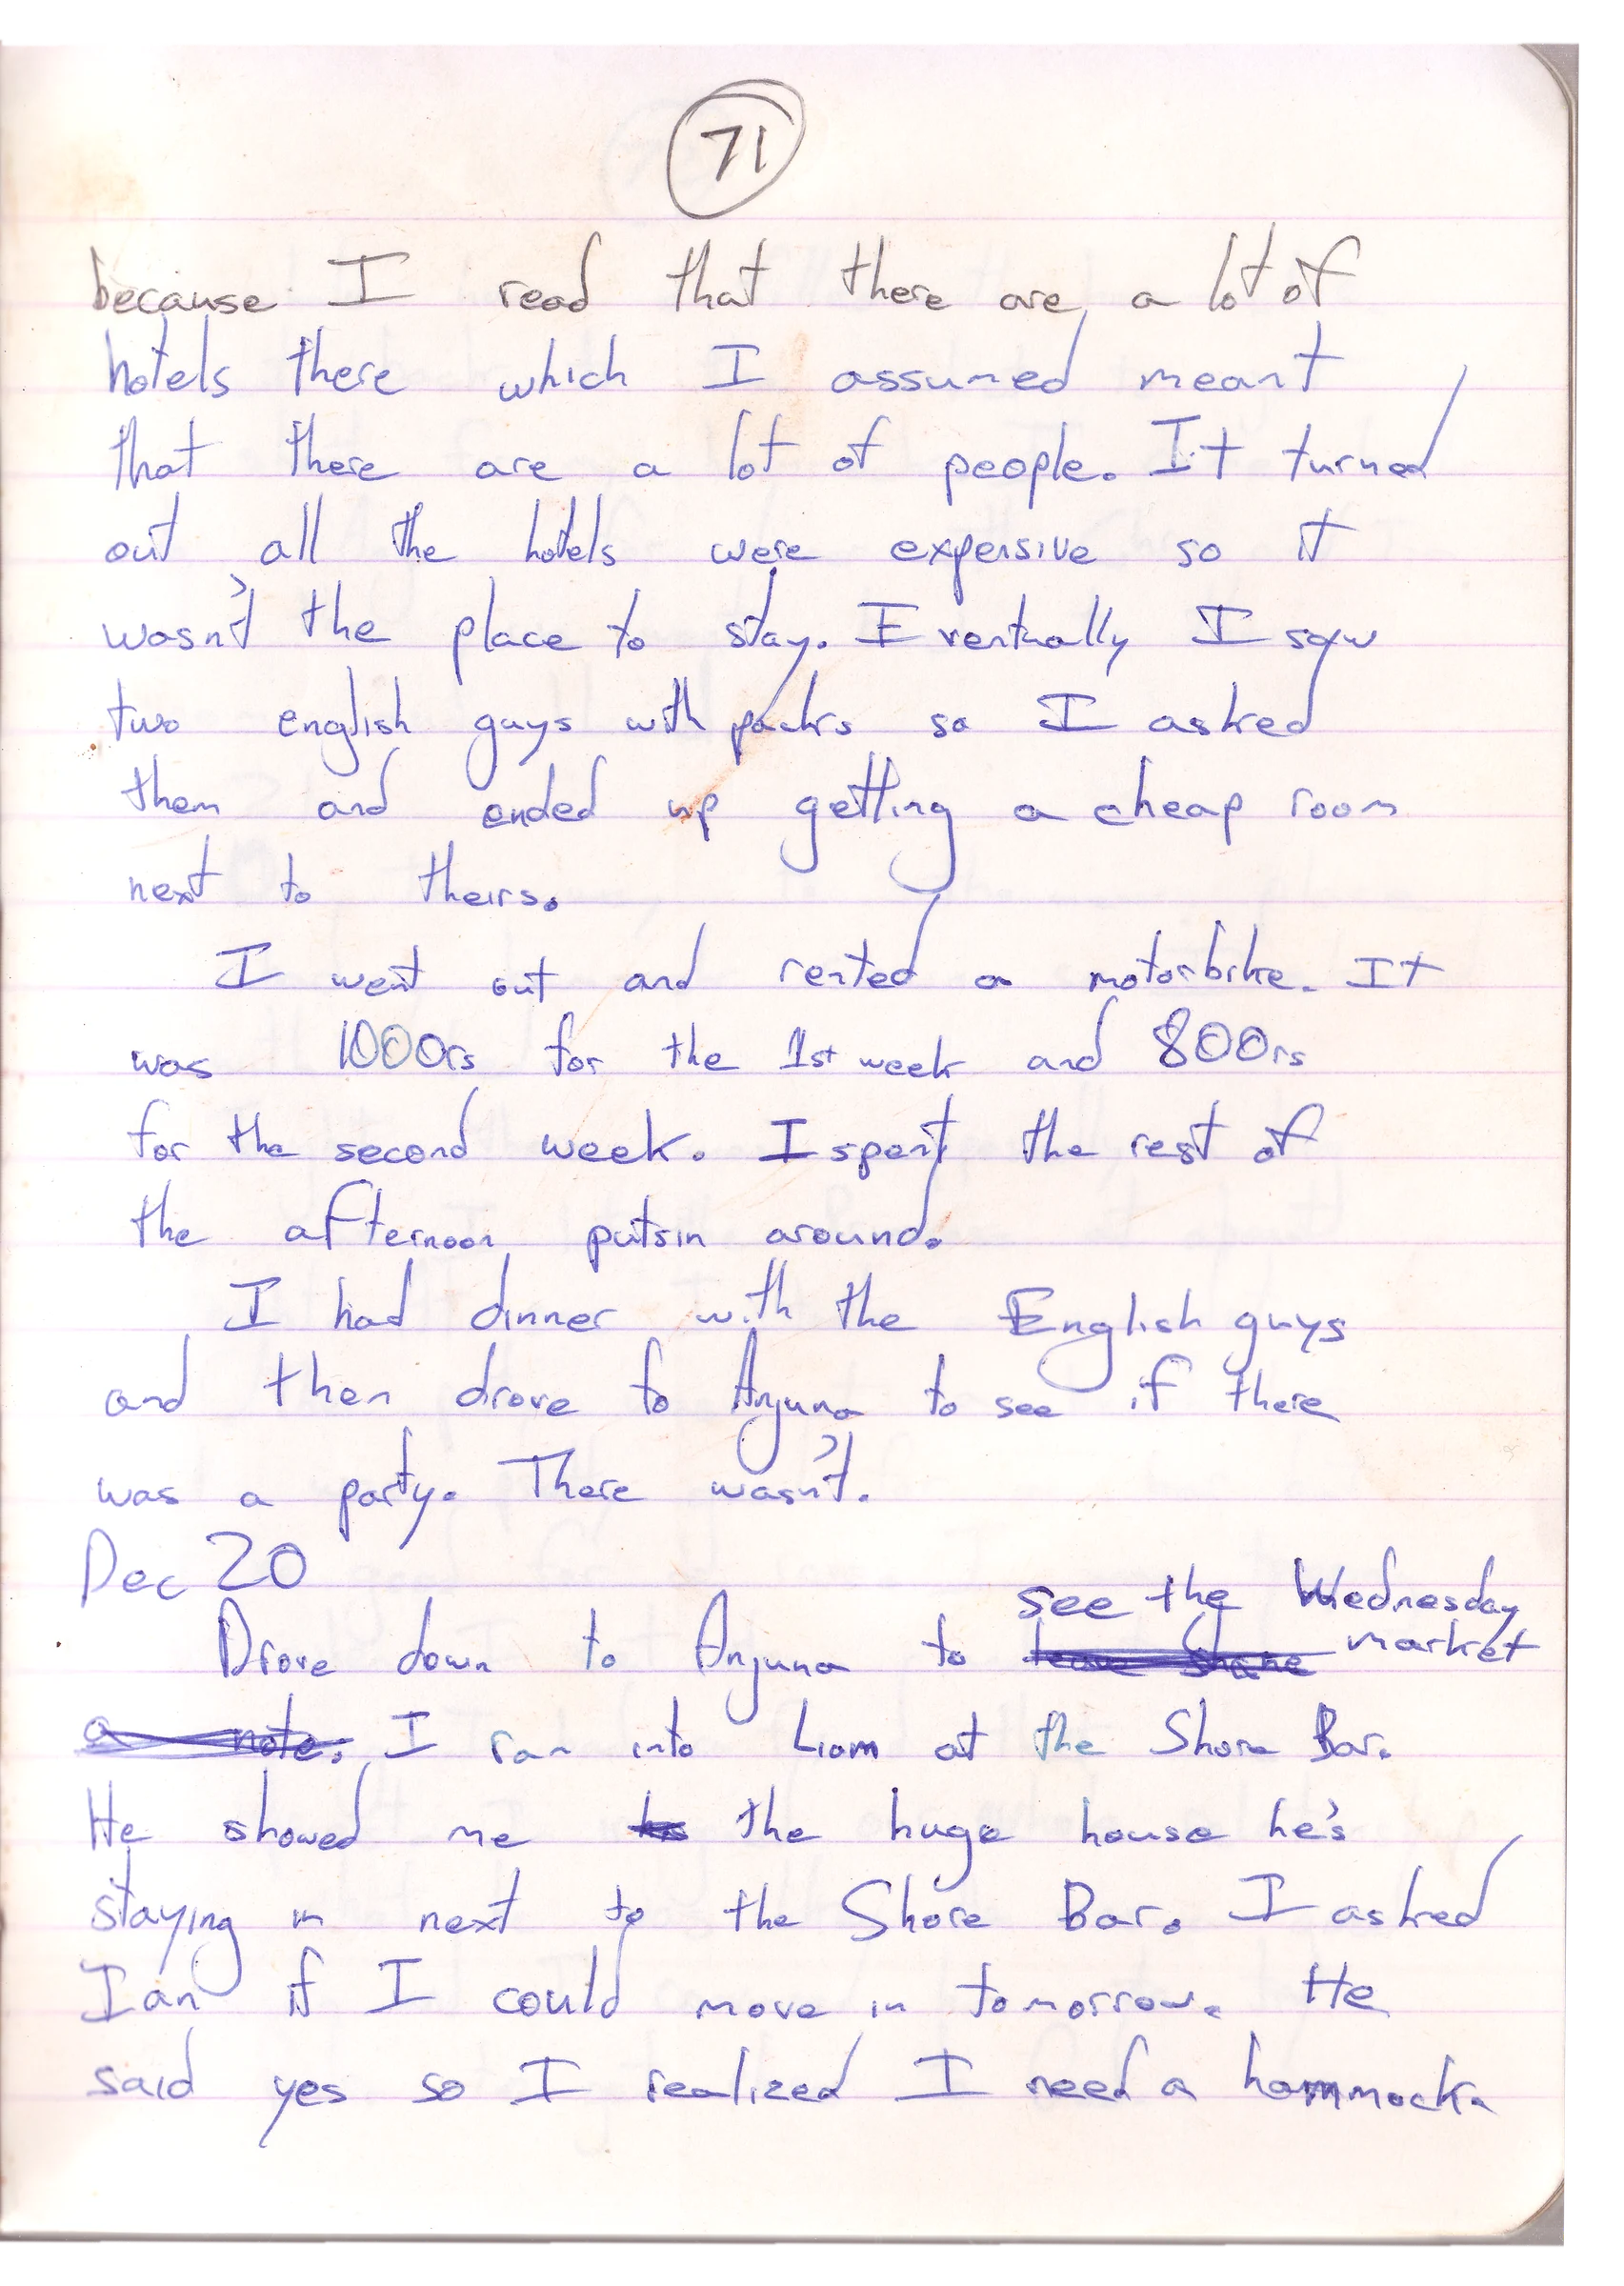 71
because I read that there are a lot of
hotels there which I assumed meant
that there are a lot of people. It turned
out all the hotels were expensive so it
wasn't the place to stay. Eventually I saw
two english guys with packs so I asked
them and ended up getting a cheap room
next to theirs.
I went out and rented a motorbike. It
was 1000rs for the 1st week and 800rs
for the second week. I spent the rest of
the afternoon putsin around.
I had dinner with the English guys
and then drove to Anjuna to see if there
was a party. There wasn't.
Dec 20
see the Wednesday
Drove down to Anjuna to leave Shane market
a note. I ran into Liam at the Shore Bar.
He showed me his the huge house he's
staying in next to the Shore Bar. I asked
Ian if I could move in tomorrow. He
said yes so I realized I need a hammock.